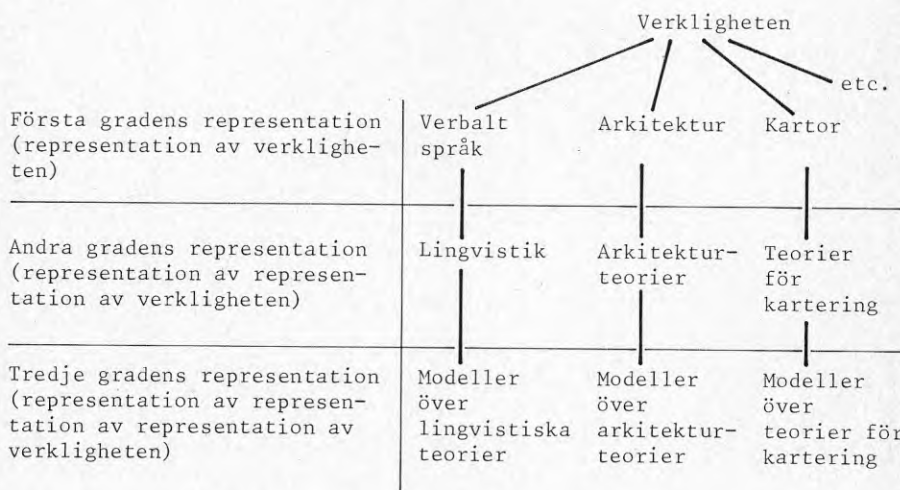 Verkligheten
etc.
Första gradens representation
(representation av verklighe-
ten)
Verbalt
språk
Arkitektur
Kartor
Andra gradens representation
(representation av represen-
tation av verkligheten)
Lingvistik
Arkitektur-
teorier
Teorier
för
kartering
Tredje gradens representation
(representation av represen-
tation av representation av
verkligheten)
Modeller
över
lingvistiska
teorier
Modeller
över
arkitektur-
teorier
Modeller
över
teorier för
kartering